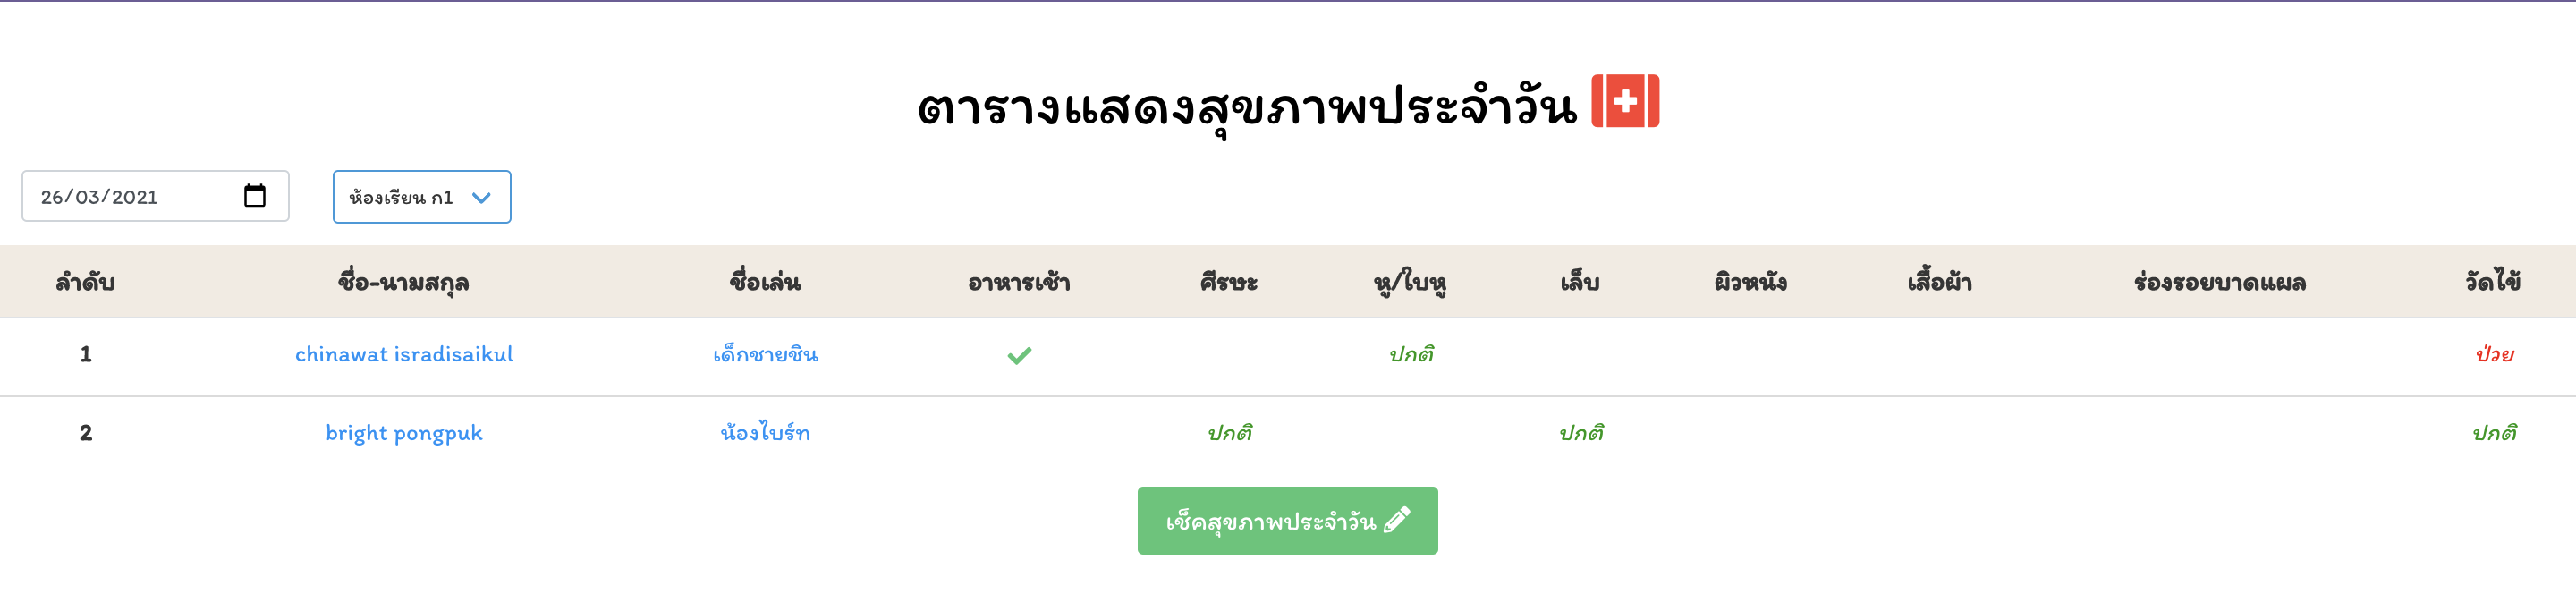 ตารางแสดงสุขภาพประจำวัน
26/03/2021 ห้องเรียน ก1
ลำดับ ชื่อ-นามสกุล ชื่อเล่น อาหารเช้า ศีรษะ หู/ใบหู เล็บ ผิวหนัง เสื้อผ้า ร่องรอยบาดแผล วัดไข้
1 chinawat isradisaikul เด็กชายชิน ปกติ ป่วย
2 bright pongpuk น้องไบร์ท ปกติ ปกติ ปกติ
เช็คสุขภาพประจำวัน